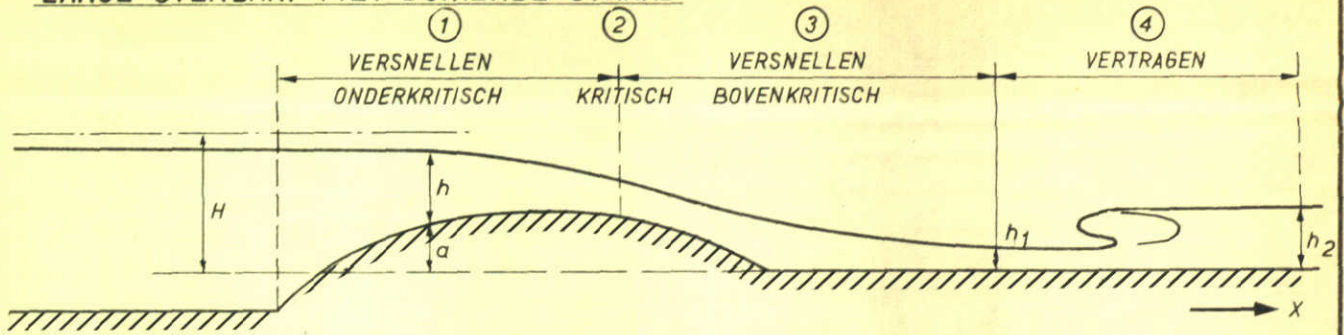 ① ② ③ ④
VERSNELLEN VERSNELLEN VERTRAGEN
ONDERKRITISCH KRITISCH BOVENKRITISCH
H h a h1 h2
X